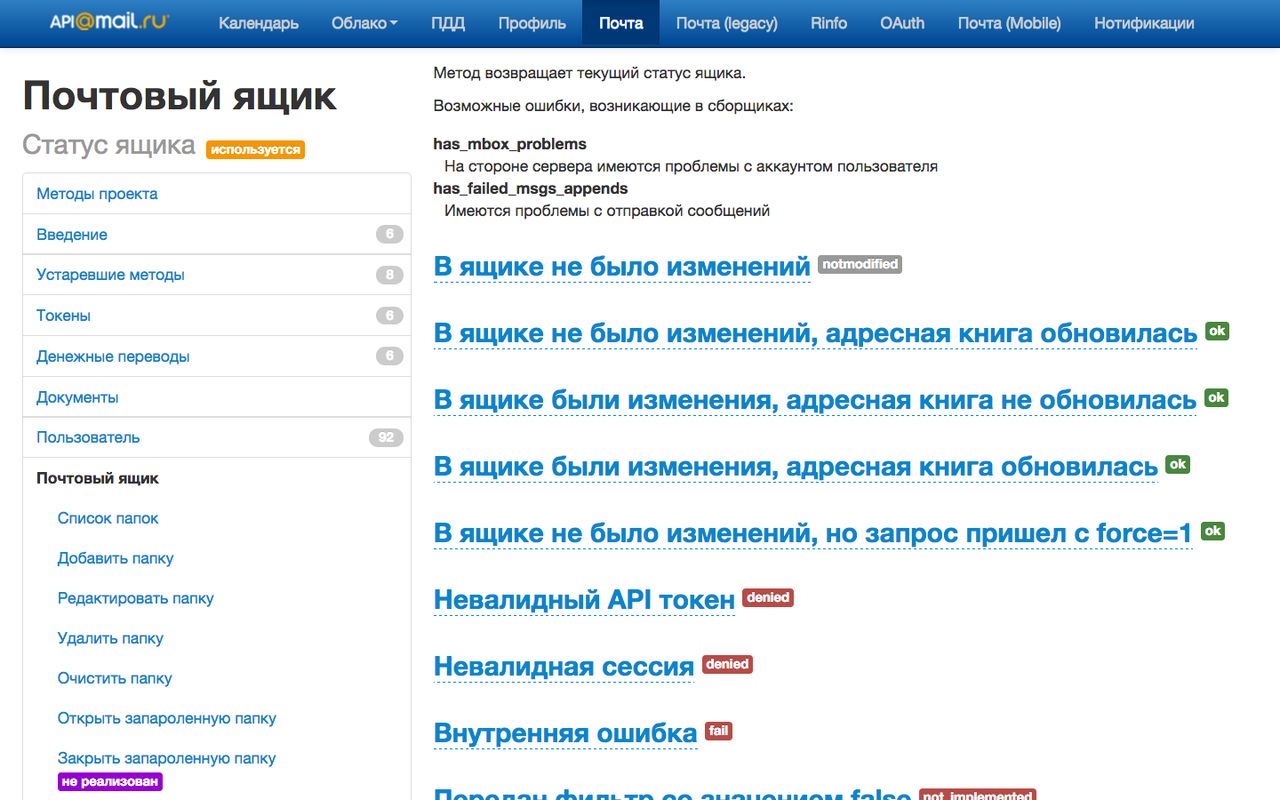 API@mail.ru Календарь Облако ПДД Профиль Почта Почта (legacy) Rinfo OAuth Почта (Mobile) Нотификации
Почтовый ящик
Статус ящика используется
Методы проекта
Введение 6
Устаревшие методы 8
Токены 6
Денежные переводы 6
Документы
Пользователь 92
Почтовый ящик
Список папок
Добавить папку
Редактировать папку
Удалить папку
Очистить папку
Открыть запароленную папку
Закрыть запароленную папку
не реализован
Метод возвращает текущий статус ящика.
Возможные ошибки, возникающие в сборщиках:
has_mbox_problems
На стороне сервера имеются проблемы с аккаунтом пользователя
has_failed_msgs_appends
Имеются проблемы с отправкой сообщений
В ящике не было изменений notmodified
В ящике не было изменений, адресная книга обновилась ok
В ящике были изменения, адресная книга не обновилась ok
В ящике были изменения, адресная книга обновилась ok
В ящике не было изменений, но запрос пришел с force=1 ok
Невалидный API токен denied
Невалидная сессия denied
Внутренняя ошибка fail
Передан фильтр со значением false not_implemented